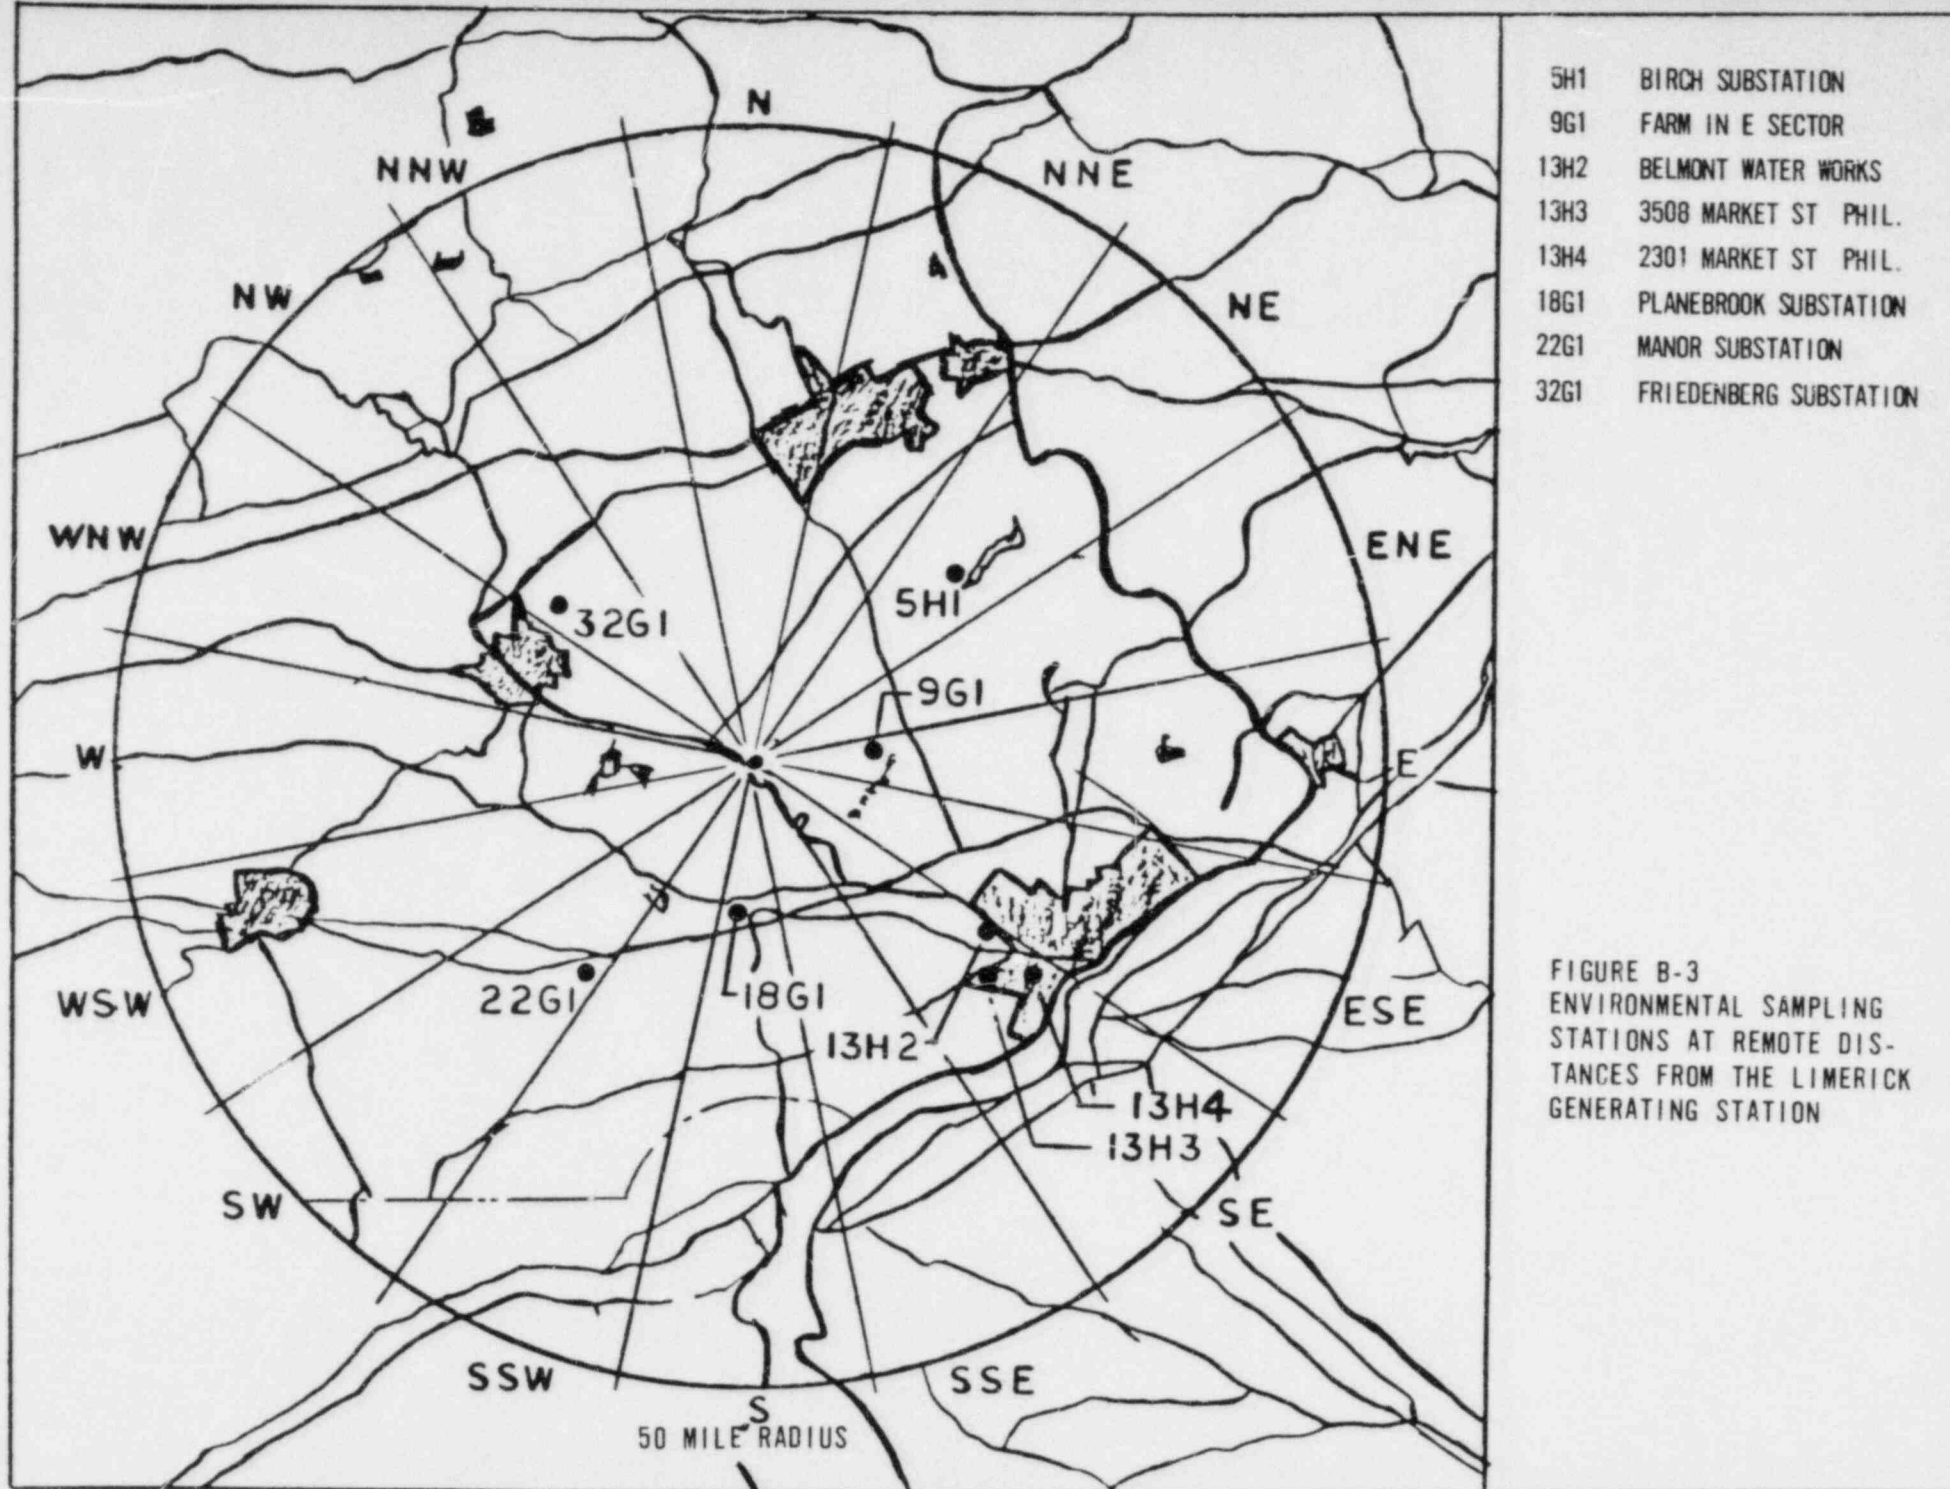 N
NNW
NNE
NW
NE
WNW
ENE
32G1
5H1
9G1
W
E
22G1
18G1
WSW
ESE
13H2
13H4
13H3
SW
SE
SSW
SSE
S
50 MILE RADIUS
5H1 BIRCH SUBSTATION
9G1 FARM IN E SECTOR
13H2 BELMONT WATER WORKS
13H3 3508 MARKET ST PHIL.
13H4 2301 MARKET ST PHIL.
18G1 PLANEBROOK SUBSTATION
22G1 MANOR SUBSTATION
32G1 FRIEDENBERG SUBSTATION
FIGURE B-3
ENVIRONMENTAL SAMPLING
STATIONS AT REMOTE DIS-
TANCES FROM THE LIMERICK
GENERATING STATION